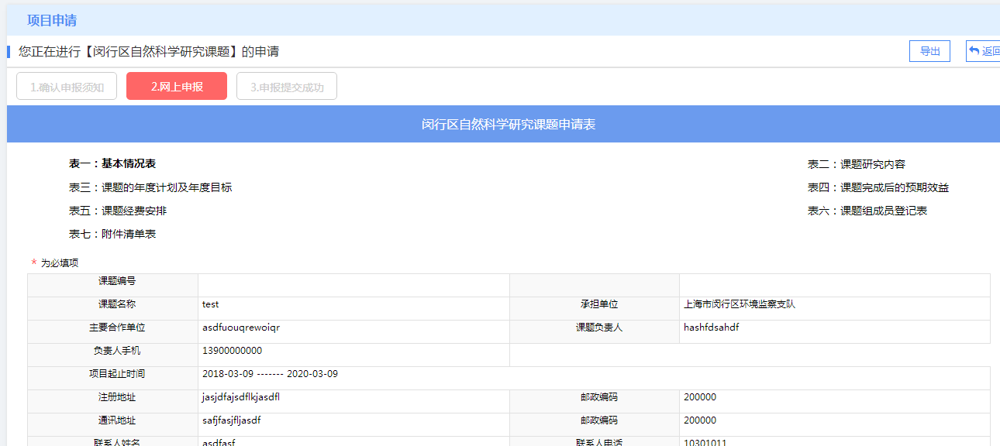 项目申请
您正在进行【闵行区自然科学研究课题】的申请
导出
返回
1.确认申报须知
2.网上申报
3.申报提交成功
闵行区自然科学研究课题申请表
表一：基本情况表
表二：课题研究内容
表三：课题的年度计划及年度目标
表四：课题完成后的预期效益
表五：课题经费安排
表六：课题组成员登记表
表七：附件清单表
* 为必填项
课题编号
课题名称 test 承担单位 上海市闵行区环境监察支队
主要合作单位 asdfuouqrewoiqr 课题负责人 hashfdsahdf
负责人手机 13900000000
项目起止时间 2018-03-09 ------- 2020-03-09
注册地址 jasjdfajsdflkjasdfl 邮政编码 200000
通讯地址 safjfasjfljasdf 邮政编码 200000
联系人姓名 asdfasf 联系人电话 10301011